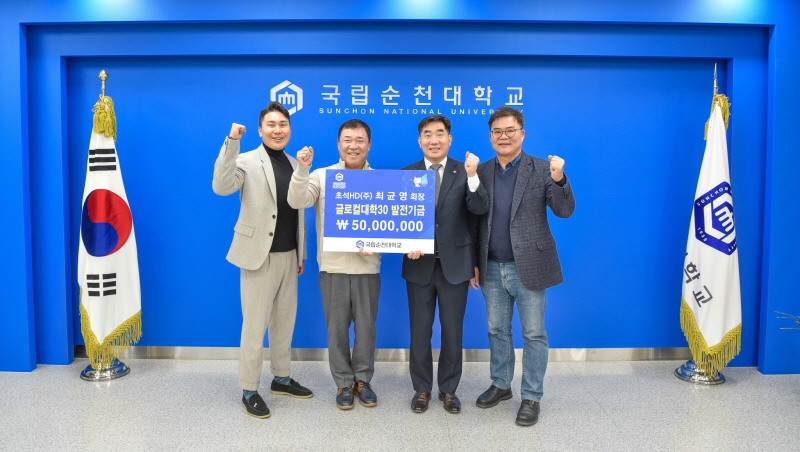 국립순천대학교
SUNCHON NATIONAL UNIVERSITY
초석HD(주) 최균영 회장
글로컬대학30 발전기금
₩ 50,000,000
국립순천대학교
학교